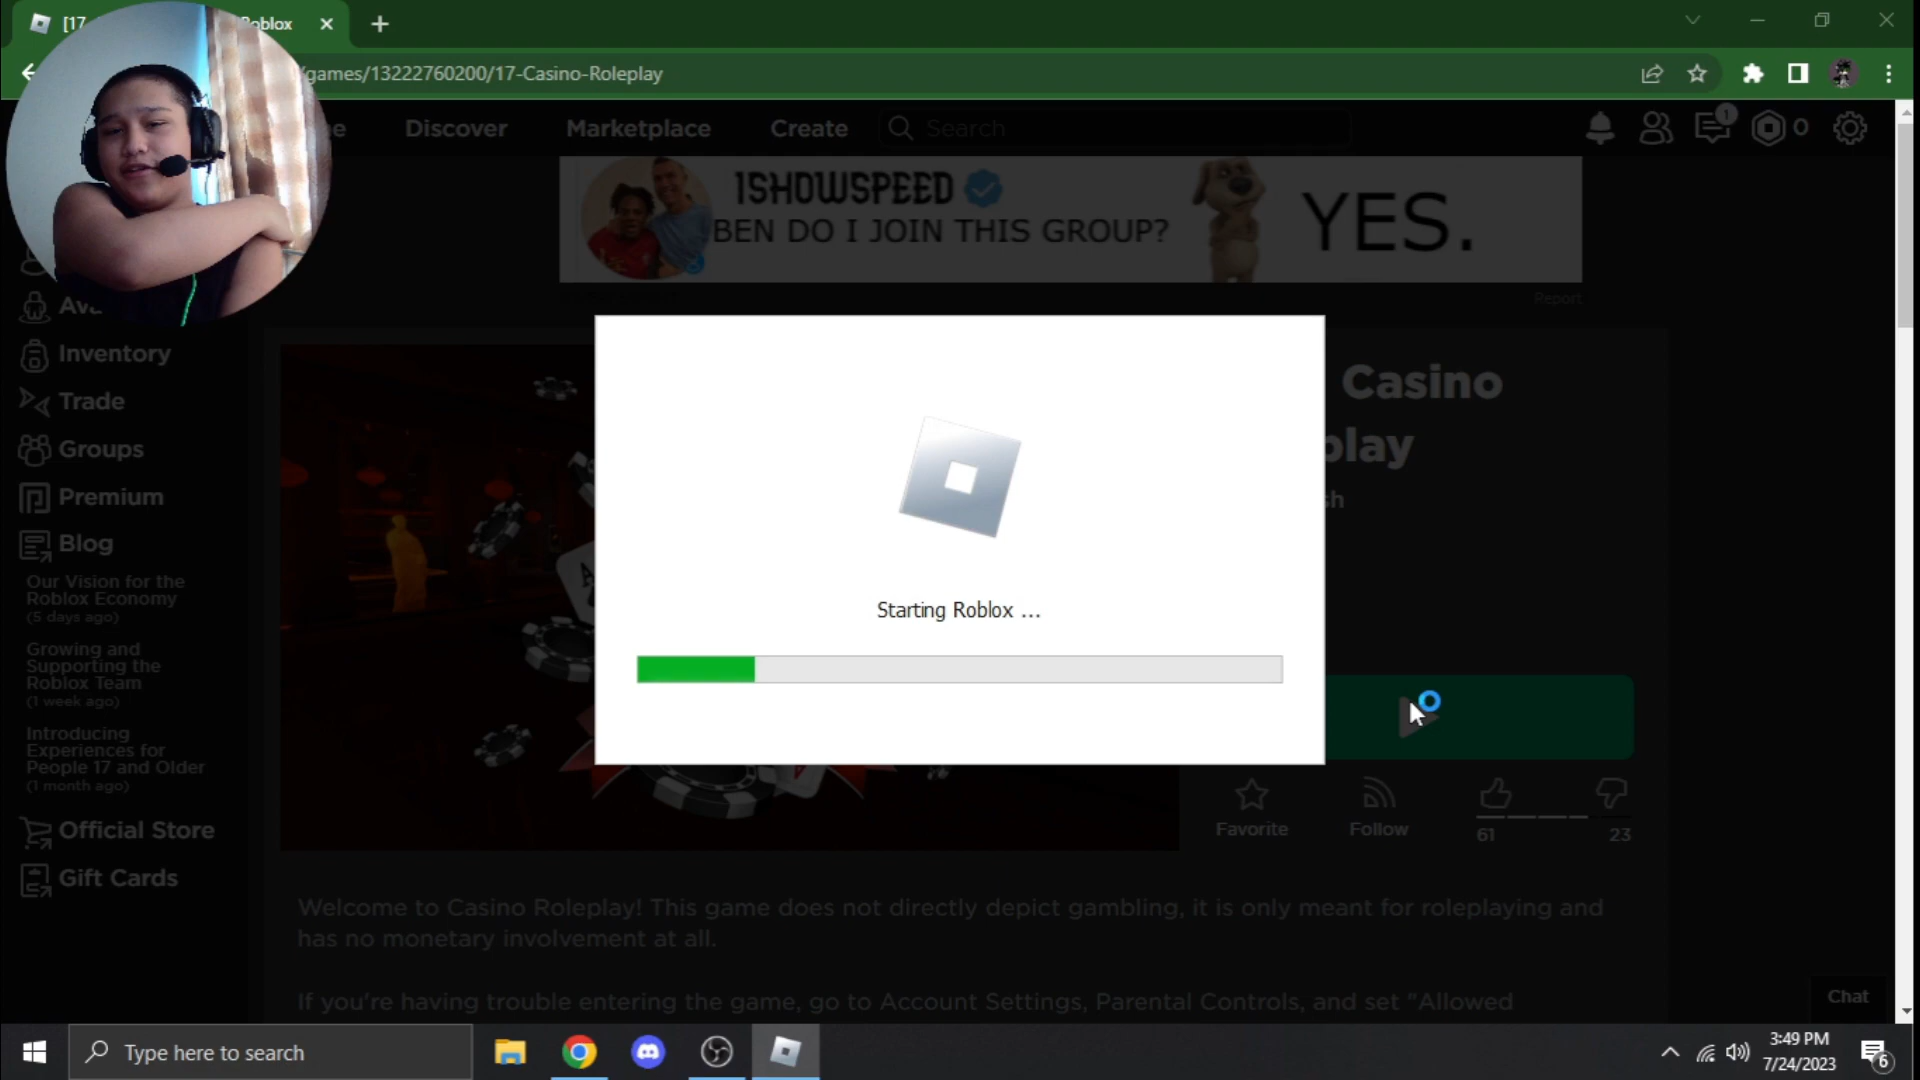 [17
oblox
/games/13222760200/17-Casino-Roleplay
Discover
Marketplace
Create
Search
1
0
1SHOWSPEED
BEN DO I JOIN THIS GROUP?
YES.
Report
Inventory
Trade
Groups
Premium
Blog
Our Vision for the
Roblox Economy
(5 days ago)
Growing and
Supporting the
Roblox Team
(1 week ago)
Introducing
Experiences for
People 17 and Older
(1 month ago)
Official Store
Gift Cards
Casino
play
Starting Roblox ...
Favorite
Follow
61
23
Welcome to Casino Roleplay! This game does not directly depict gambling, it is only meant for roleplaying and
has no monetary involvement at all.
If you're having trouble entering the game, go to Account Settings, Parental Controls, and set "Allowed
Chat
Type here to search
3:49 PM
7/24/2023
6